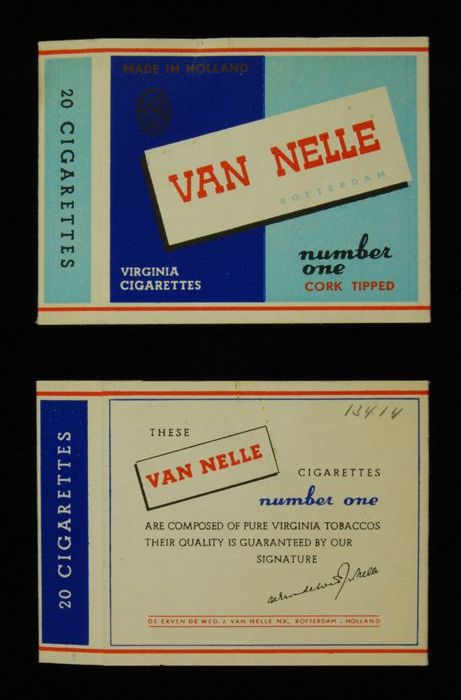 20 CIGARETTES
MADE IN HOLLAND
VAN NELLE
ROTTERDAM
VIRGINIA
CIGARETTES
number
one
CORK TIPPED
20 CIGARETTES
13414
THESE
VAN NELLE
CIGARETTES
number one
ARE COMPOSED OF PURE VIRGINIA TOBACCOS
THEIR QUALITY IS GUARANTEED BY OUR
SIGNATURE
DE ERVEN DE WED. J. VAN NELLE N.V., ROTTERDAM - HOLLAND